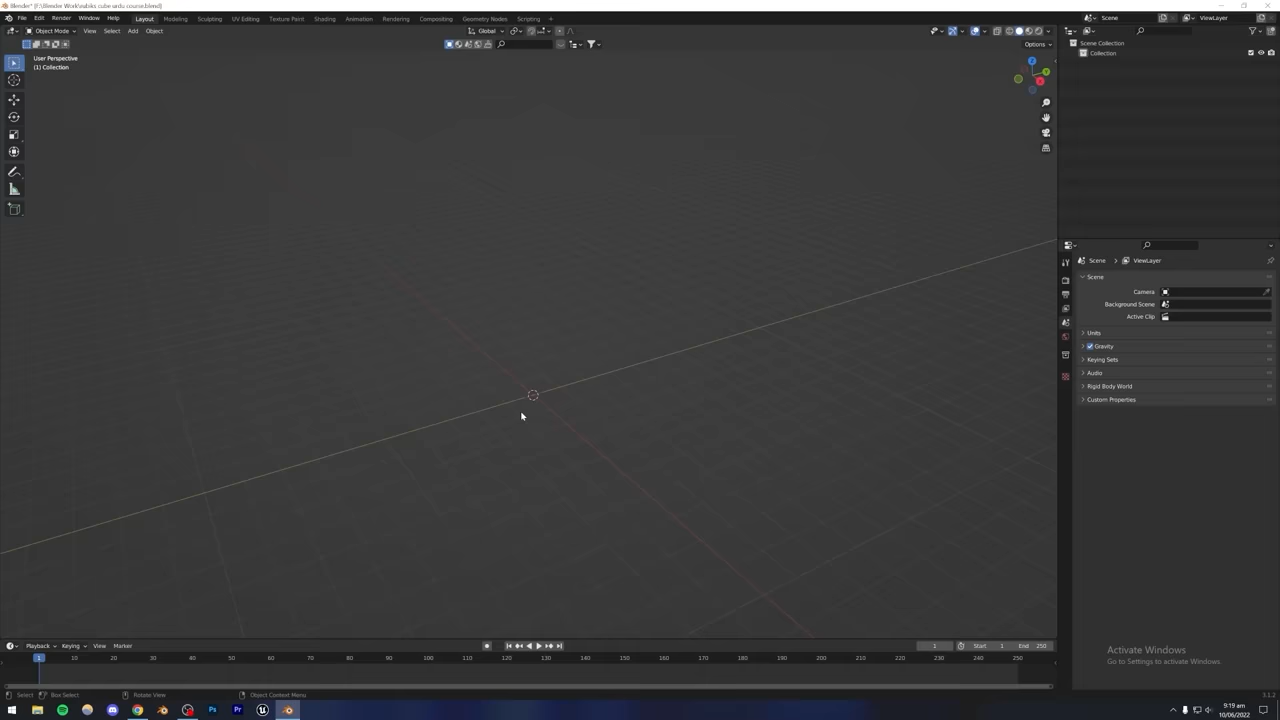 Blender* [E:\Blender Work\rubiks cube urdu course.blend]
File Edit Render Window Help Layout Modeling Sculpting UV Editing Texture Paint Shading Animation Rendering Compositing Geometry Nodes Scripting Scene ViewLayer
Object Mode View Select Add Object Global
Options
User Perspective
(1) Collection
Scene Collection
Collection
Scene > ViewLayer
Scene
Camera
Background Scene
Active Clip
Units
Gravity
Keying Sets
Audio
Rigid Body World
Custom Properties
Activate Windows
Go to Settings to activate Windows.
Playback Keying View Marker 1 Start 1 End 250
1 10 20 30 40 50 60 70 80 90 100 110 120 130 140 150 160 170 180 190 200 210 220 230 240 250
Select Box Select Rotate View Object Context Menu 3.1.2
9:19 am
10/06/2022